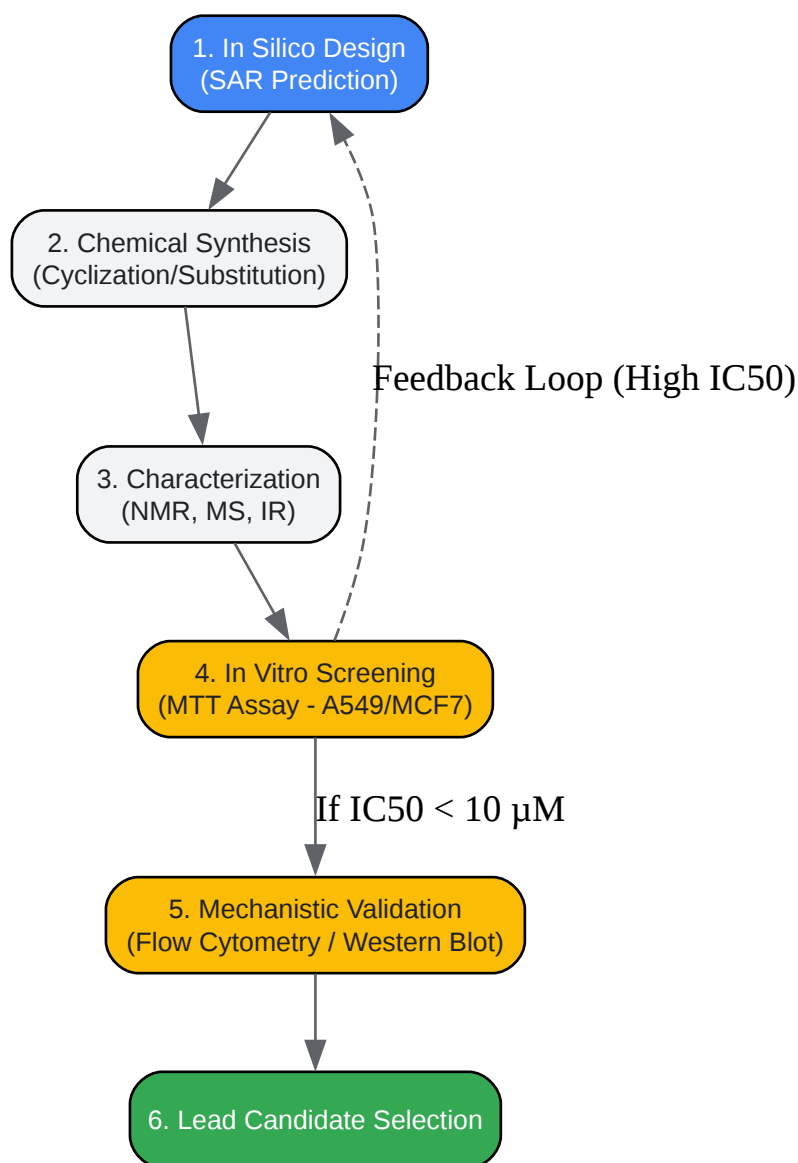 1. In Silico Design
(SAR Prediction)
2. Chemical Synthesis
(Cyclization/Substitution)
Feedback Loop (High IC50)
3. Characterization
(NMR, MS, IR)
4. In Vitro Screening
(MTT Assay - A549/MCF7)
If IC50 < 10 µM
5. Mechanistic Validation
(Flow Cytometry / Western Blot)
6. Lead Candidate Selection